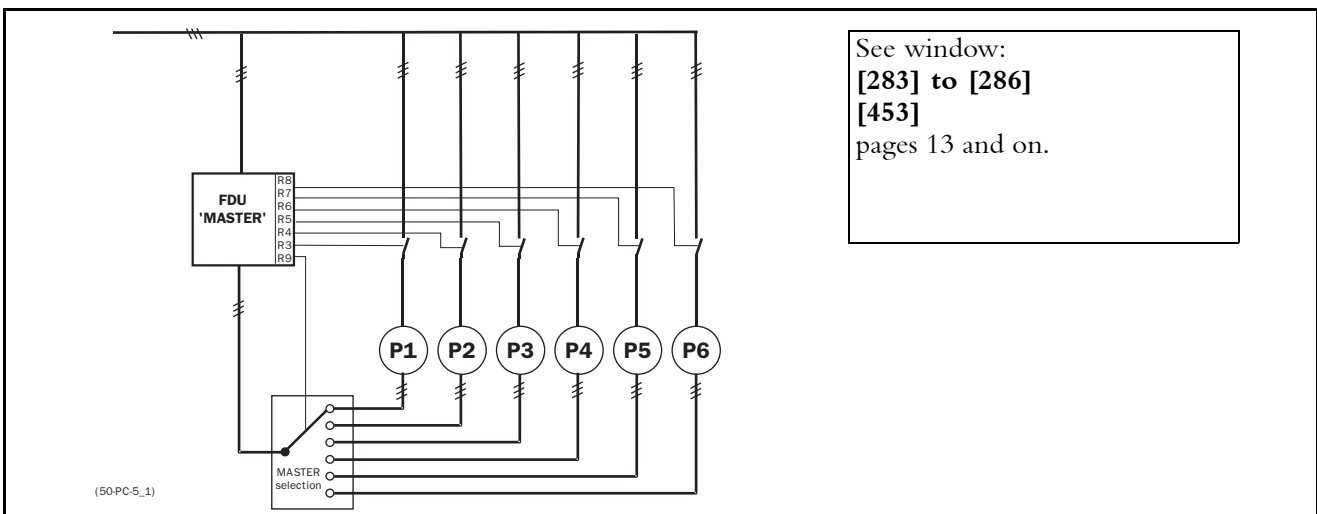 See window:
[283] to [286]
[453]
pages 13 and on.
FDU
'MASTER'
R8
R7
R6
R5
R4
R3
R9
P1 P2 P3 P4 P5 P6
MASTER
selection
(50-PC-5_1)